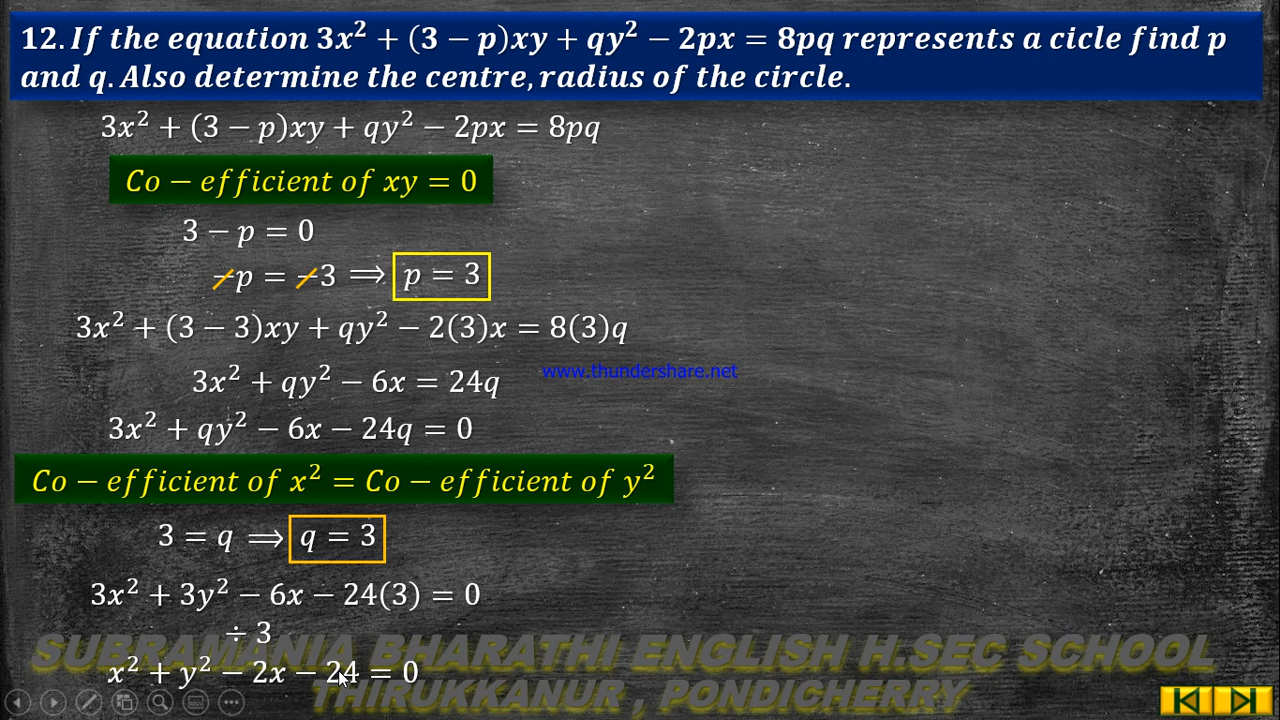 12. If the equation 3x² + (3 − p)xy + qy² − 2px = 8pq represents a cicle find p
and q. Also determine the centre, radius of the circle.
3x² + (3 − p)xy + qy² − 2px = 8pq
Co − efficient of xy = 0
3 − p = 0
−p = −3 ⟹ p = 3
3x² + (3 − 3)xy + qy² − 2(3)x = 8(3)q
3x² + qy² − 6x = 24q
www.thundershare.net
3x² + qy² − 6x − 24q = 0
Co − efficient of x² = Co − efficient of y²
3 = q ⟹ q = 3
3x² + 3y² − 6x − 24(3) = 0
÷ 3
SUBRAMANIA BHARATHI ENGLISH H.SEC SCHOOL
x² + y² − 2x − 24 = 0
THIRUKKANUR , PONDICHERRY